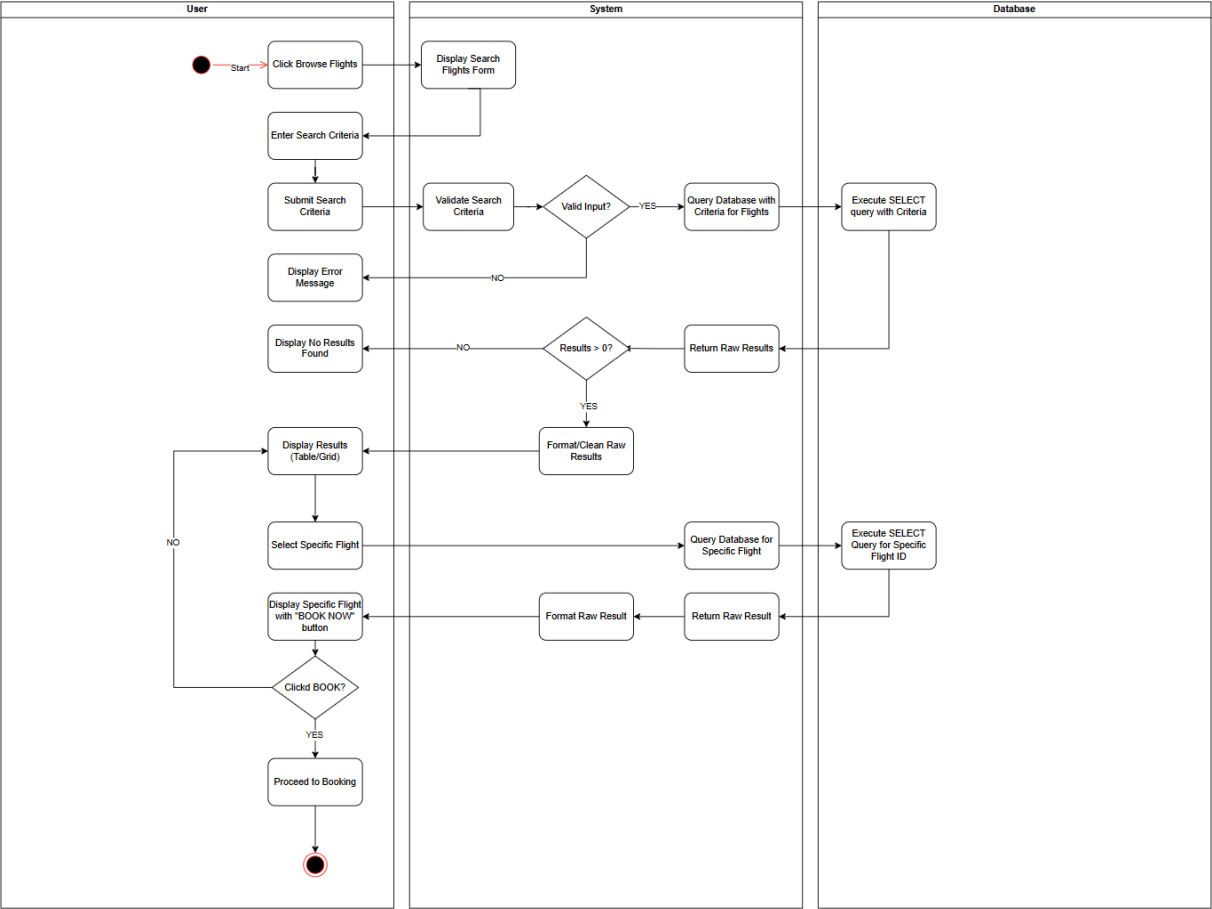 User
System
Database
Start
Click Browse Flights
Display Search
Flights Form
Enter Search Criteria
Submit Search
Criteria
Validate Search
Criteria
Valid Input?
YES
Query Database with
Criteria for Flights
Execute SELECT
query with Criteria
Display Error
Message
NO
Display No Results
Found
NO
Results > 0?
Return Raw Results
YES
Display Results
(Table/Grid)
Format/Clean Raw
Results
NO
Select Specific Flight
Query Database for
Specific Flight
Execute SELECT
Query for Specific
Flight ID
Display Specific Flight
with "BOOK NOW"
button
Format Raw Result
Return Raw Result
Clickd BOOK?
YES
Proceed to Booking